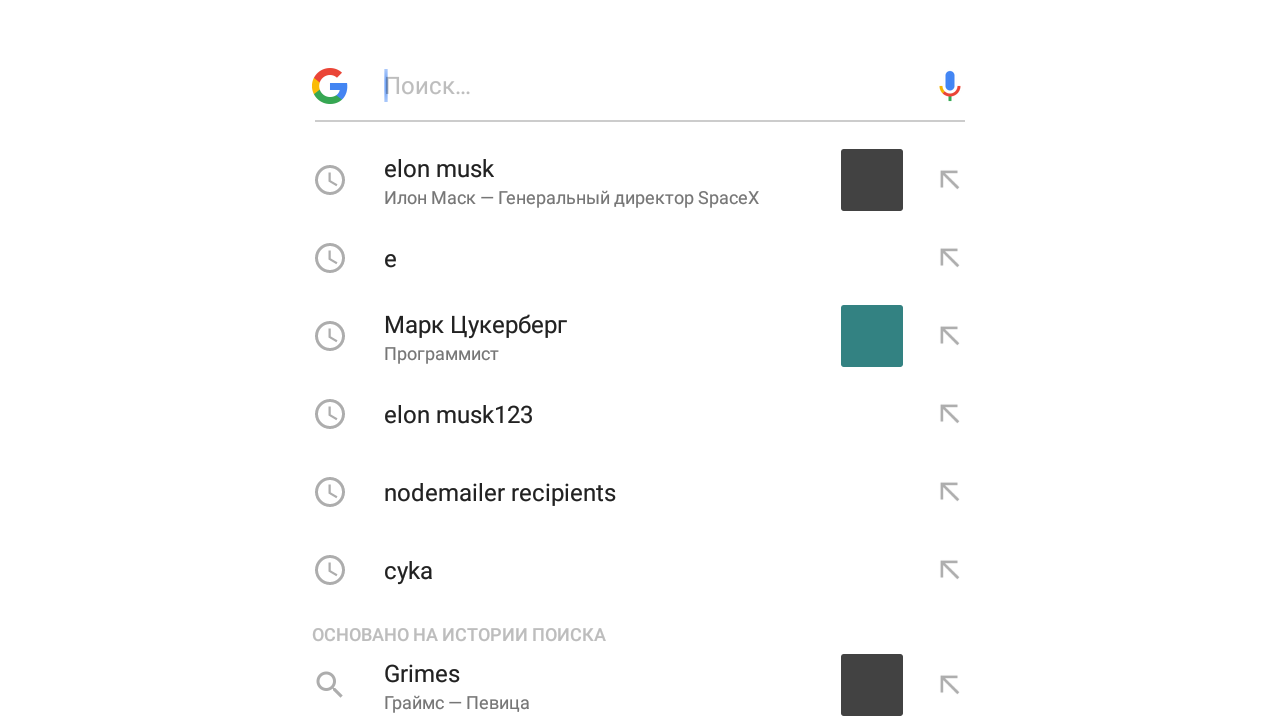 Поиск...
elon musk
Илон Маск — Генеральный директор SpaceX
e
Марк Цукерберг
Программист
elon musk123
nodemailer recipients
cyka
ОСНОВАНО НА ИСТОРИИ ПОИСКА
Grimes
Граймс — Певица